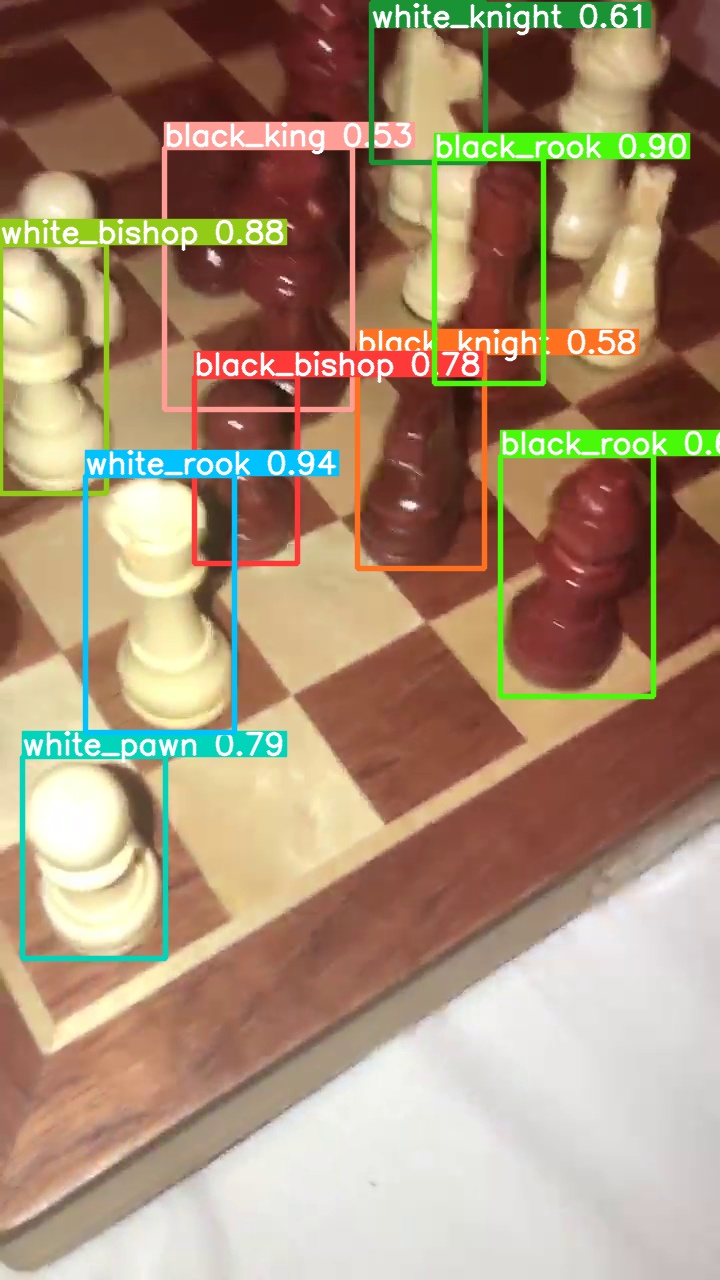 white_knight 0.61
black_king 0.53
black_rook 0.90
white_bishop 0.88
black_knight 0.58
black_bishop 0.78
black_rook
white_rook 0.94
white_pawn 0.79